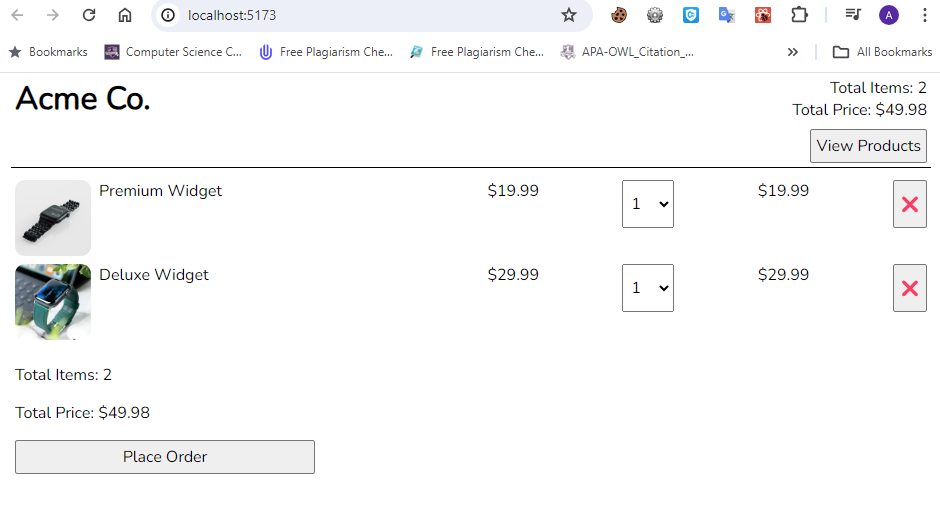 localhost:5173
A
Bookmarks
Computer Science C...
Free Plagiarism Che...
Free Plagiarism Che...
APA-OWL_Citation_...
All Bookmarks
Acme Co.
Total Items: 2
Total Price: $49.98
View Products
Premium Widget $19.99 1 $19.99
Deluxe Widget $29.99 1 $29.99
Total Items: 2
Total Price: $49.98
Place Order